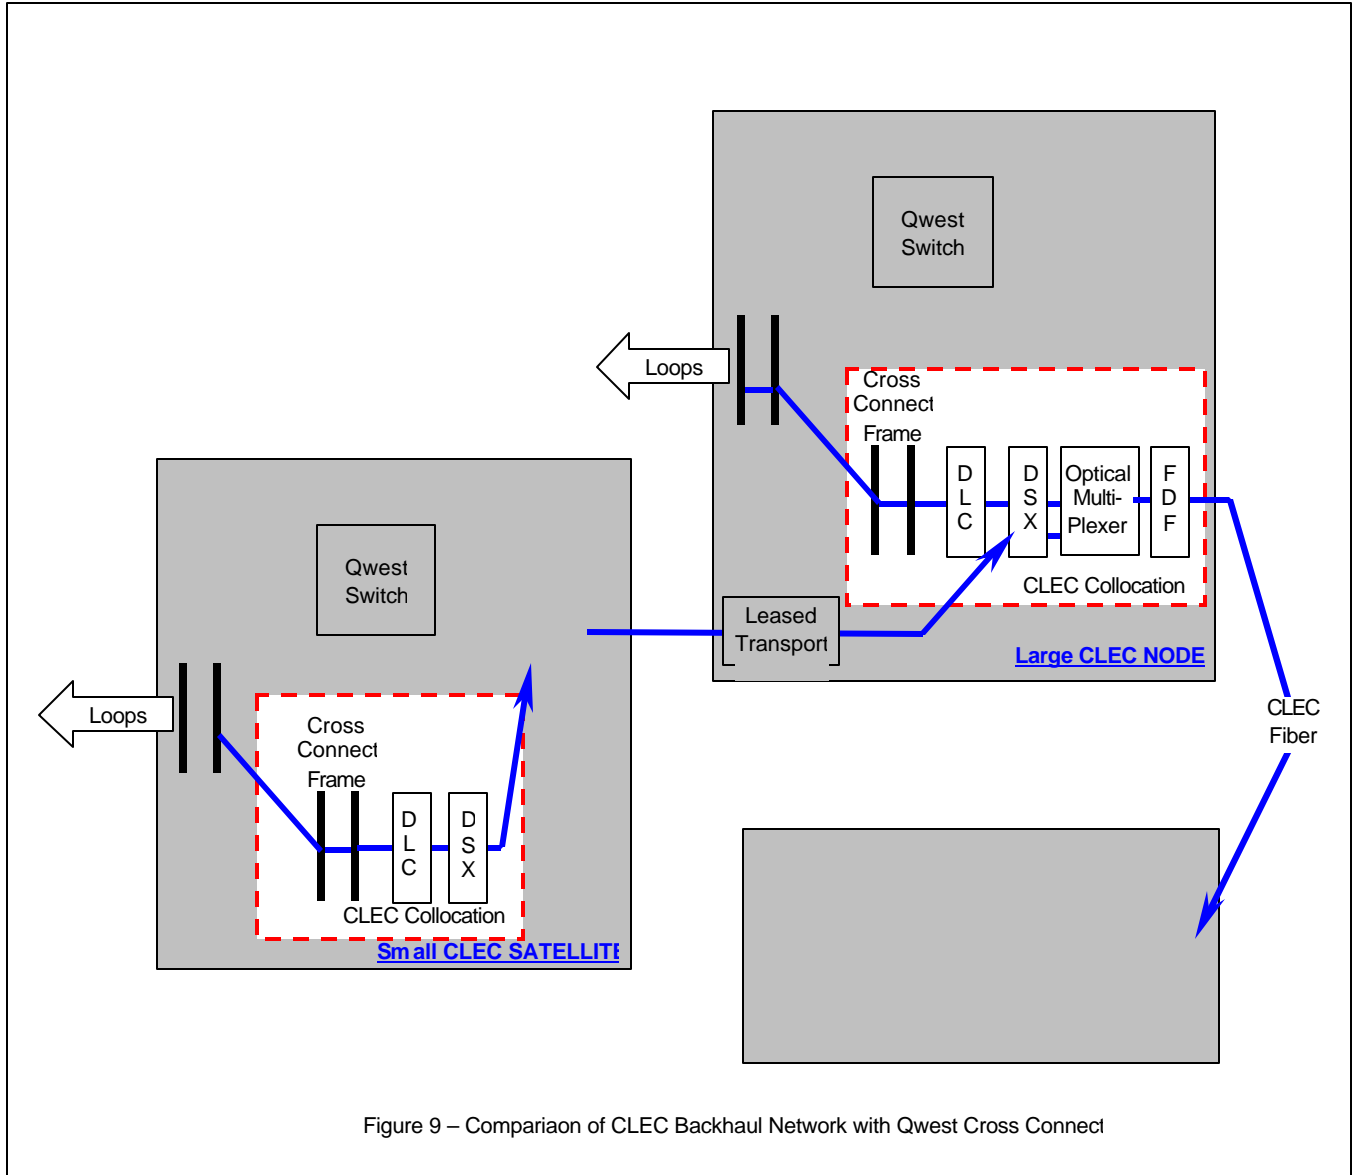 Qwest
Switch
Loops
Cross
Connect
Frame
D
L
C
D
S
X
Optical
Multi-
Plexer
F
D
F
CLEC Collocation
Leased
Transport
Large CLEC NODE
Qwest
Switch
Loops
Cross
Connect
Frame
D
L
C
D
S
X
CLEC Collocation
Small CLEC SATELLITE
CLEC
Fiber
Figure 9 – Compariaon of CLEC Backhaul Network with Qwest Cross Connect